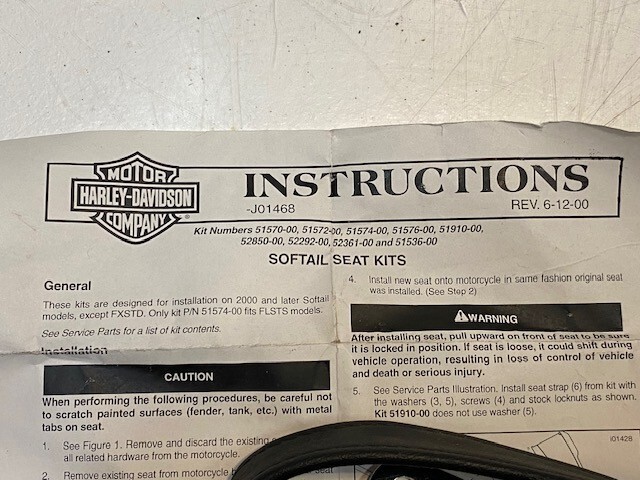 MOTOR
HARLEY-DAVIDSON
COMPANY
INSTRUCTIONS
-J01468
REV. 6-12-00
Kit Numbers 51570-00, 51572-00, 51574-00, 51576-00, 51910-00,
52850-00, 52292-00, 52361-00 and 51536-00
SOFTAIL SEAT KITS
General
These kits are designed for installation on 2000 and later Softail
models, except FXSTD. Only kit P/N 51574-00 fits FLSTS models.
See Service Parts for a list of kit contents.
Installation
CAUTION
When performing the following procedures, be careful not
to scratch painted surfaces (fender, tank, etc.) with metal
tabs on seat.
1. See Figure 1. Remove and discard the existing
all related hardware from the motorcycle.
2. Remove existing seat from motorcycle seat
4. Install new seat onto motorcycle in same fashion original seat
was installed. (See Step 2)
WARNING
After installing seat, pull upward on front of seat to be sure
it is locked in position. If seat is loose, it could shift during
vehicle operation, resulting in loss of control of vehicle
and death or serious injury.
5. See Service Parts Illustration. Install seat strap (6) from kit with
the washers (3, 5), screws (4) and stock locknuts as shown.
Kit 51910-00 does not use washer (5).
i01428